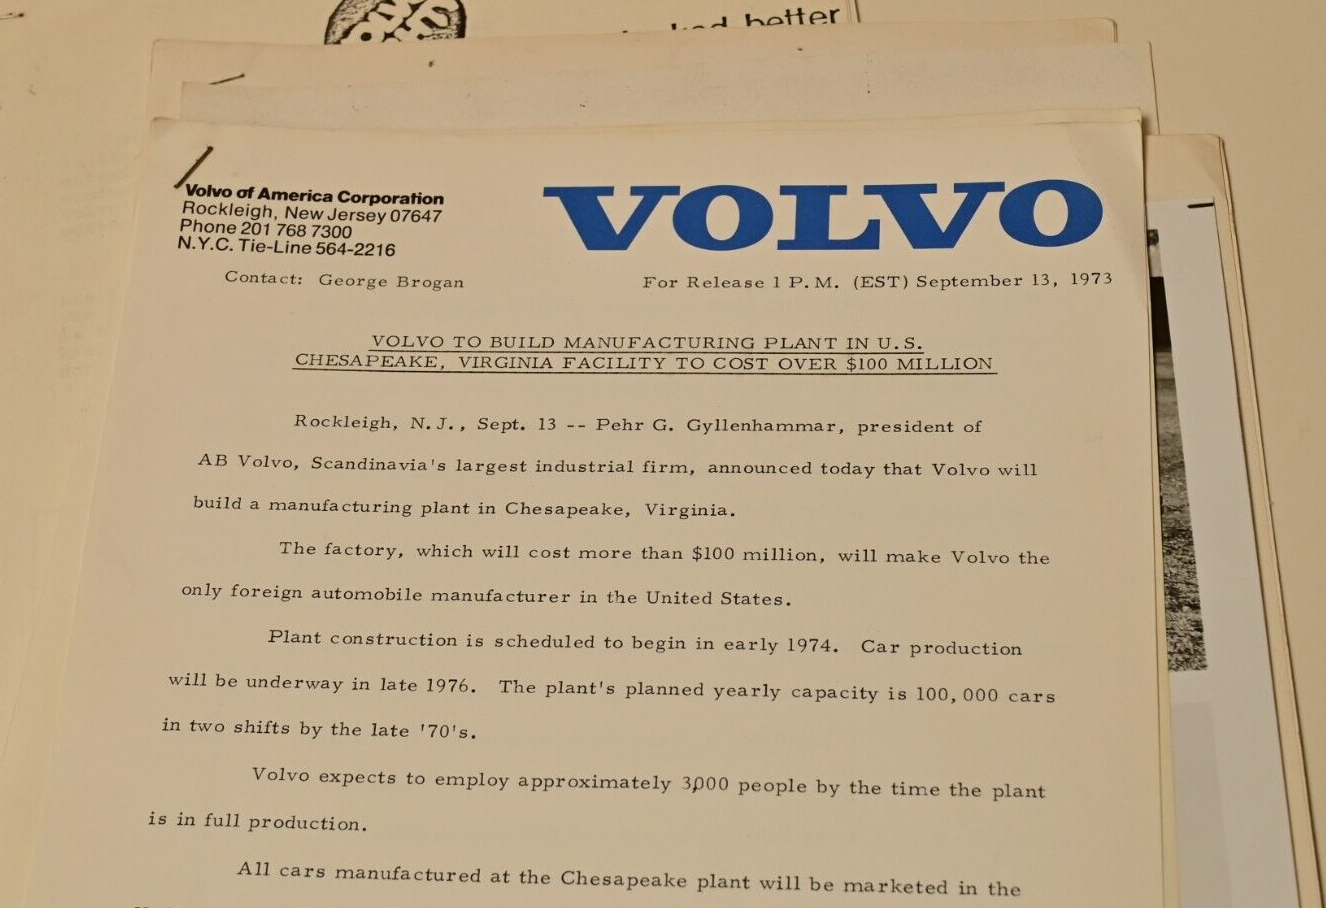 better
Volvo of America Corporation
Rockleigh, New Jersey 07647
Phone 201 768 7300
N.Y.C. Tie-Line 564-2216
VOLVO
Contact: George Brogan
For Release 1 P.M. (EST) September 13, 1973
VOLVO TO BUILD MANUFACTURING PLANT IN U.S.
CHESAPEAKE, VIRGINIA FACILITY TO COST OVER $100 MILLION
Rockleigh, N.J., Sept. 13 -- Pehr G. Gyllenhammar, president of
AB Volvo, Scandinavia's largest industrial firm, announced today that Volvo will
build a manufacturing plant in Chesapeake, Virginia.
The factory, which will cost more than $100 million, will make Volvo the
only foreign automobile manufacturer in the United States.
Plant construction is scheduled to begin in early 1974. Car production
will be underway in late 1976. The plant's planned yearly capacity is 100,000 cars
in two shifts by the late '70's.
Volvo expects to employ approximately 3,000 people by the time the plant
is in full production.
All cars manufactured at the Chesapeake plant will be marketed in the